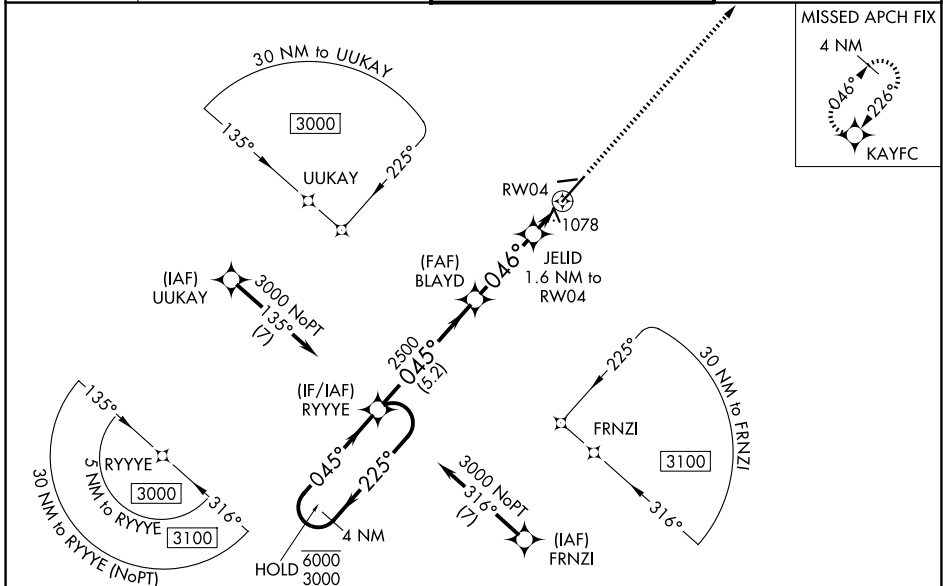 MISSED APCH FIX
4 NM
046°
226°
KAYFC
30 NM to UUKAY
3000
135°
225°
UUKAY
RW04
1078
JELID
1.6 NM to
RW04
046°
(FAF)
BLAYD
(IAF)
UUKAY
3000 NoPT
135°
(7)
2500
045°
(5.2)
(IF/IAF)
RYYYE
045°
225°
4 NM
HOLD
6000
3000
135°
RYYYE
316°
3000
5 NM to RYYYE
3100
30 NM to RYYYE (NoPT)
225°
30 NM to FRNZI
FRNZI
3100
316°
3000 NoPT
316°
(7)
(IAF)
FRNZI